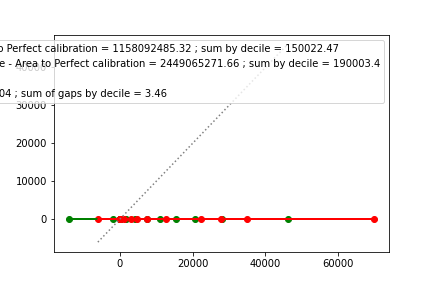 o Perfect calibration = 1158092485.32 ; sum by decile = 150022.47
e - Area to Perfect calibration = 2449065271.66 ; sum by decile = 190003.4
40000
04 ; sum of gaps by decile = 3.46
30000
20000
10000
0
0 20000 40000 60000